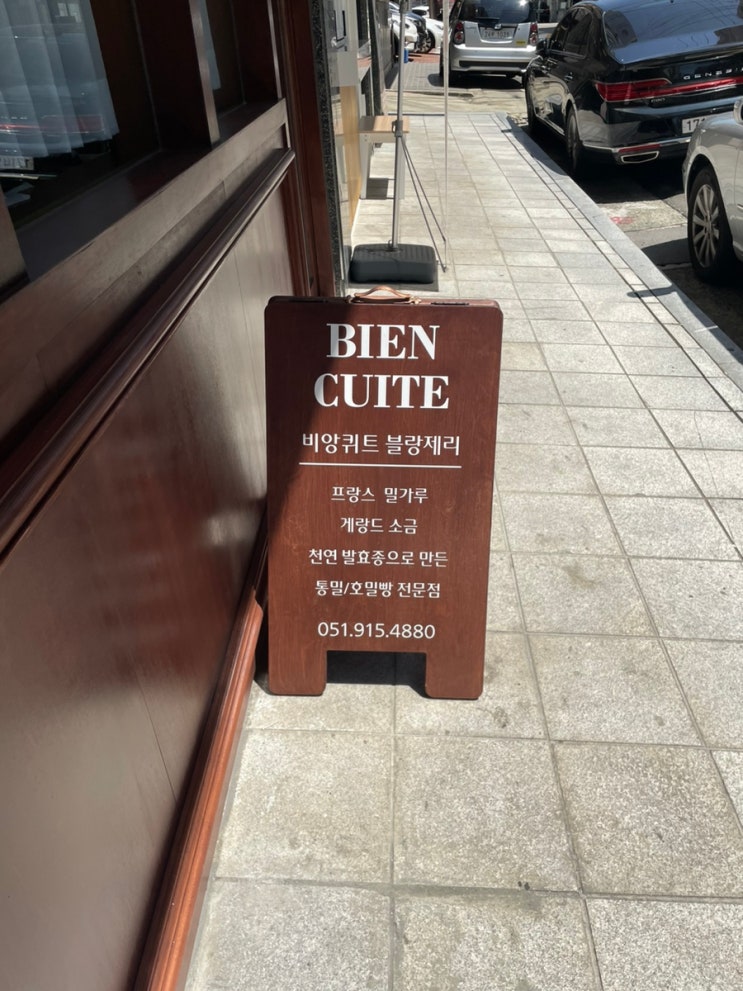 BIEN
CUITE
비앙퀴트 블랑제리
프랑스 밀가루
게랑드 소금
천연 발효종으로 만든
통밀/호밀빵 전문점
051.915.4880
GENESIS